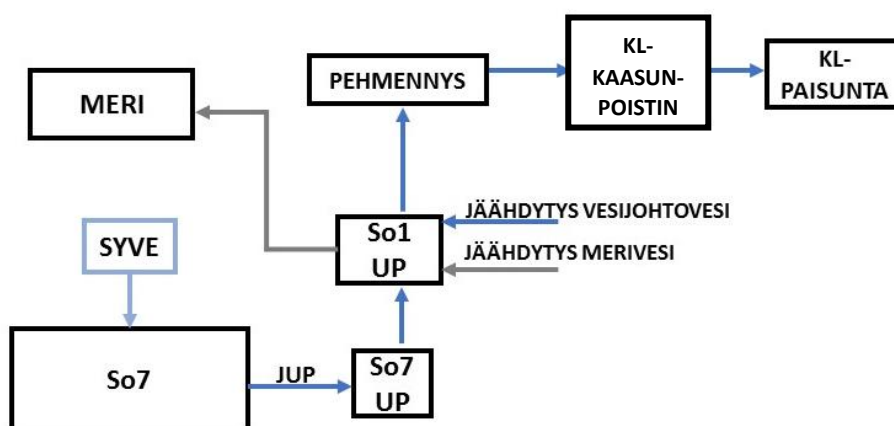 KL-
KAASUN-
POISTIN
KL-
PAISUNTA
PEHMENNYS
MERI
JÄÄHDYTYS VESIJOHTOVESI
So1
UP
JÄÄHDYTYS MERIVESI
SYVE
So7
JUP
So7
UP